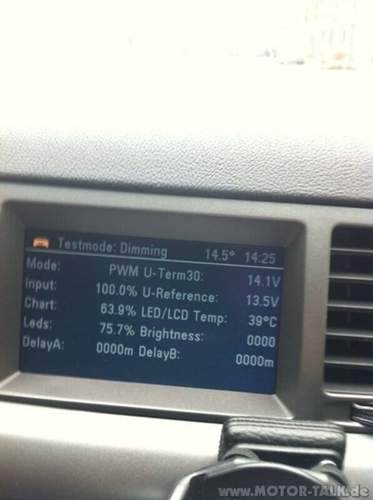 Testmode: Dimming 14.5° 14:25
Mode: PWM U-Term30: 14.1V
Input: 100.0% U-Reference: 13.5V
Chart: 63.9% LED/LCD Temp: 39°C
Leds: 75.7% Brightness: 0000
DelayA: 0000m DelayB: 0000m
www.MOTOR-TALK.de